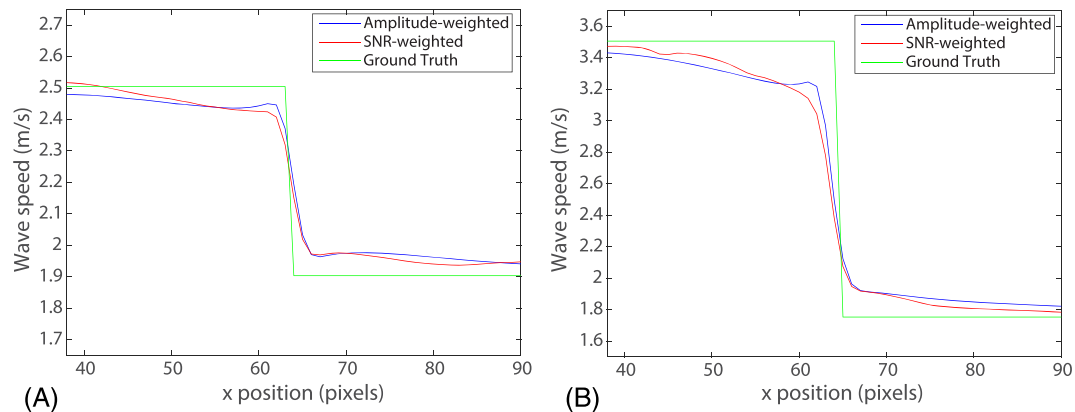 2.7
2.6
2.5
2.4
2.3
2.2
2.1
2
1.9
1.8
1.7
Wave speed (m/s)
40 50 60 70 80 90
x position (pixels)
Amplitude-weighted
SNR-weighted
Ground Truth
(A)
3.6
3.4
3.2
3
2.8
2.6
2.4
2.2
2
1.8
1.6
Wave speed (m/s)
40 50 60 70 80 90
x position (pixels)
Amplitude-weighted
SNR-weighted
Ground Truth
(B)